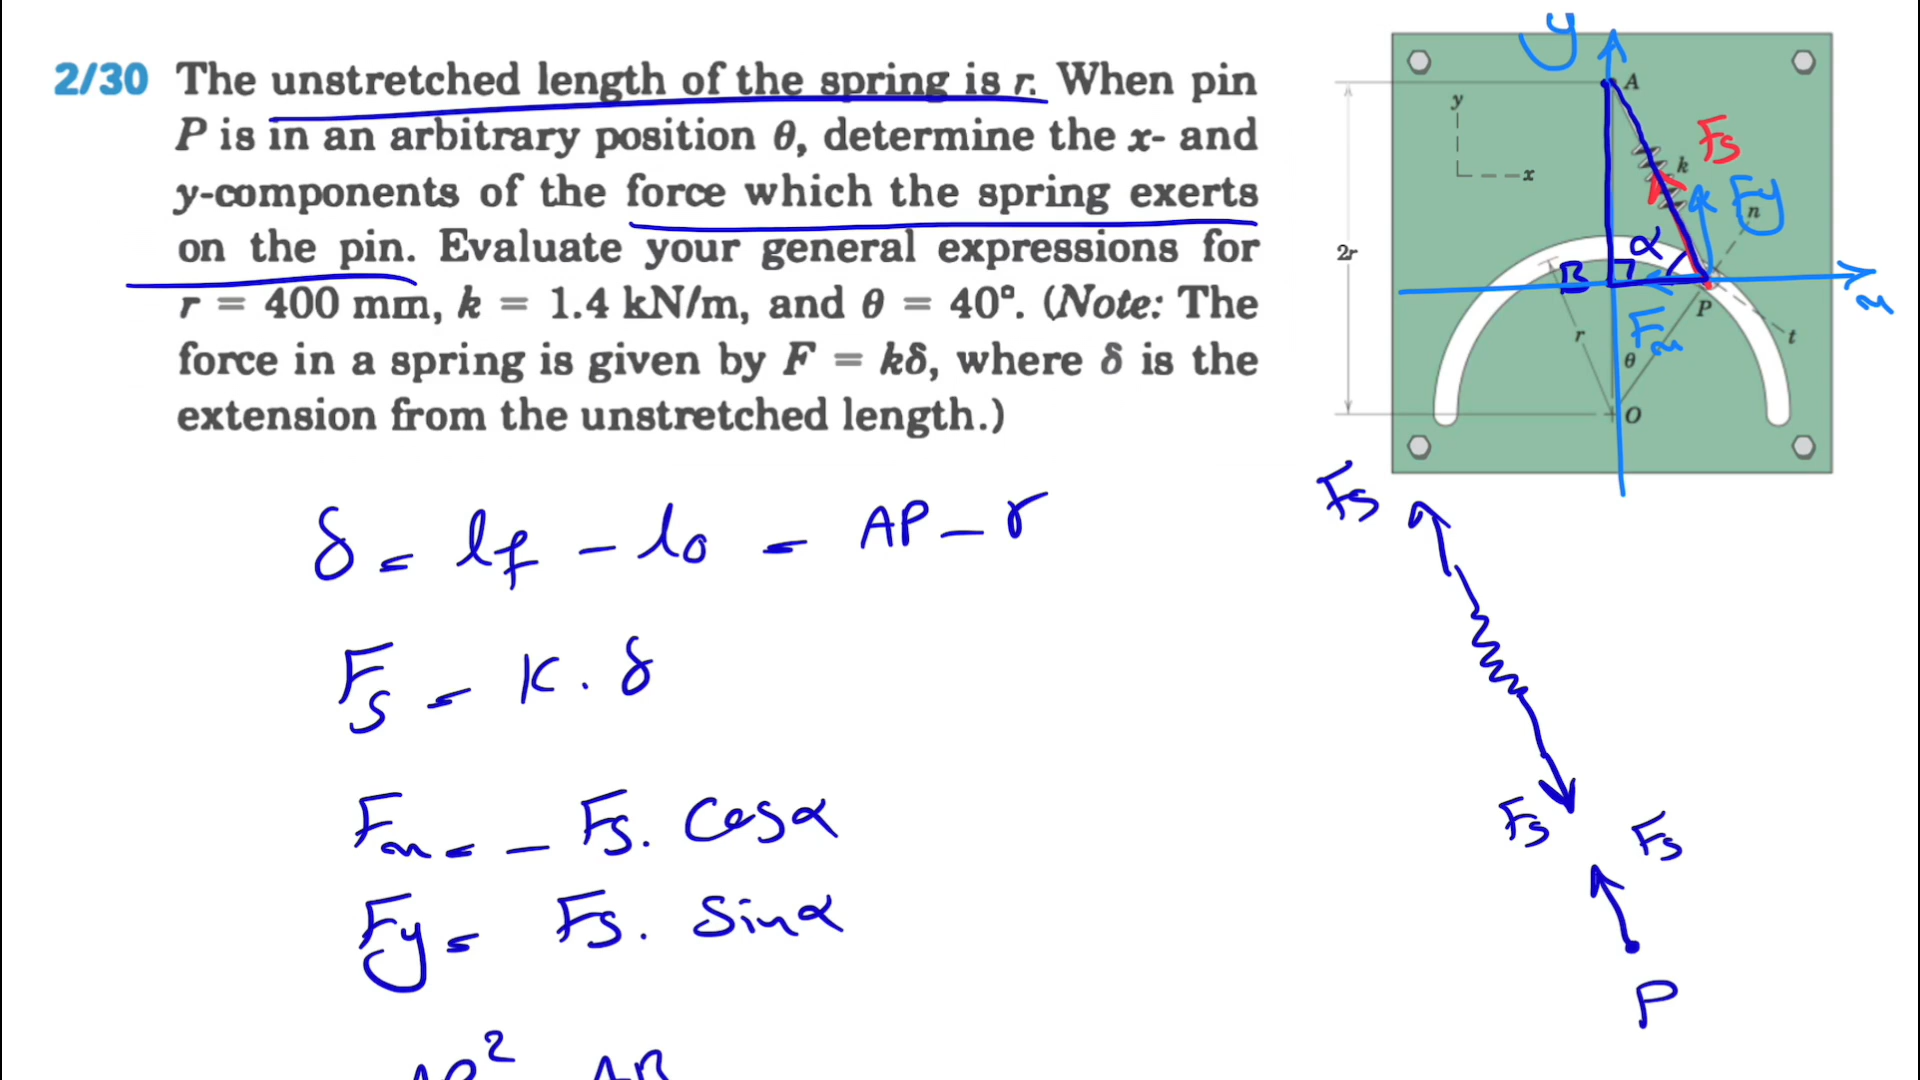 2/30 The unstretched length of the spring is r. When pin
P is in an arbitrary position θ, determine the x- and
y-components of the force which the spring exerts
on the pin. Evaluate your general expressions for
r = 400 mm, k = 1.4 kN/m, and θ = 40°. (Note: The
force in a spring is given by F = kδ, where δ is the
extension from the unstretched length.)
y
A
y
x
k
Fs
Fy
n
2r
α
B
x
P
Fx
r
t
θ
O
δ = lf - lo = AP - r
Fs = K . δ
Fx = - Fs . Cosα
Fy = Fs . Sinα
Fs
Fs
Fs
P